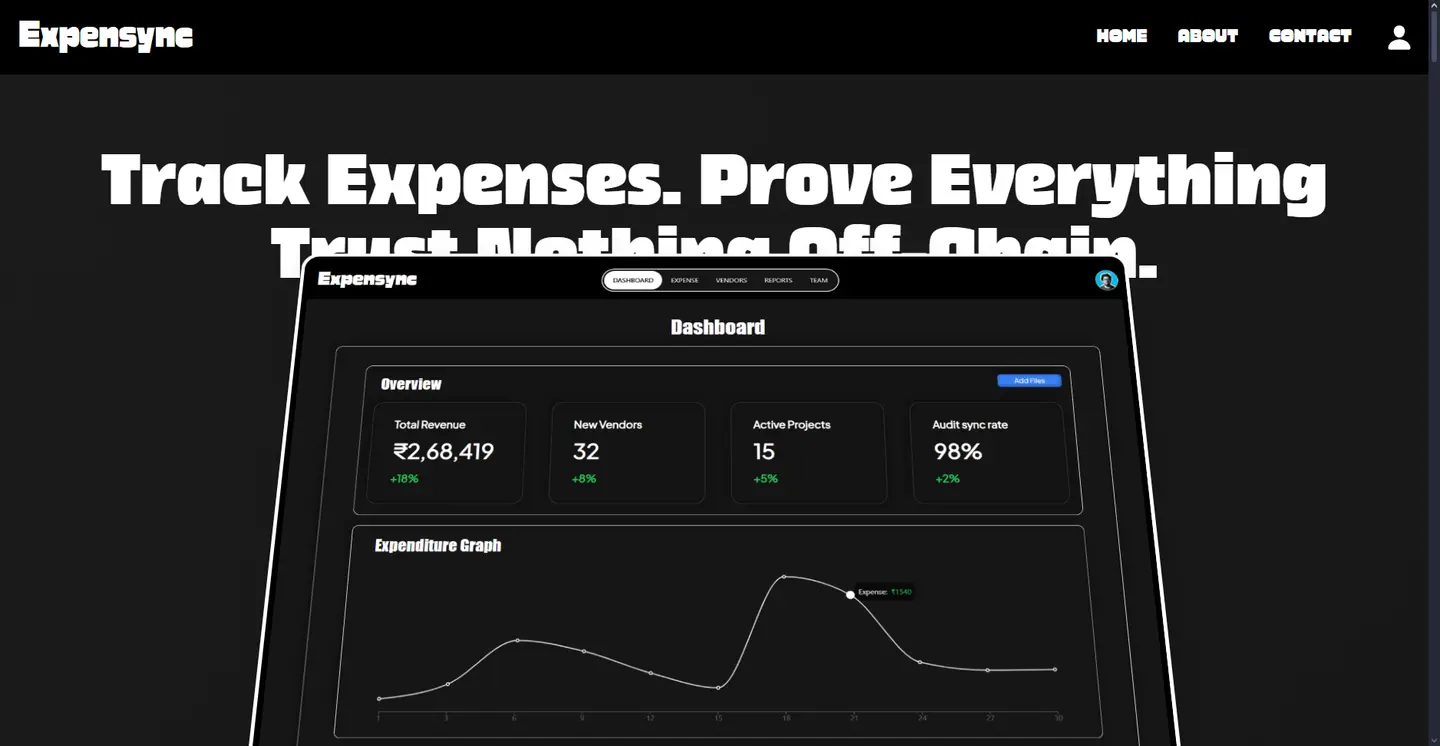 Expensync
HOME ABOUT CONTACT
Track Expenses. Prove Everything
Trust Nothing Off-Chain.
Expensync
DASHBOARD EXPENSE VENDORS REPORTS TEAM
Dashboard
Overview
Add Files
Total Revenue
₹2,68,419
+18%
New Vendors
32
+8%
Active Projects
15
+5%
Audit sync rate
98%
+2%
Expenditure Graph
Expense: ₹1540
1 3 6 9 12 15 18 21 24 27 30